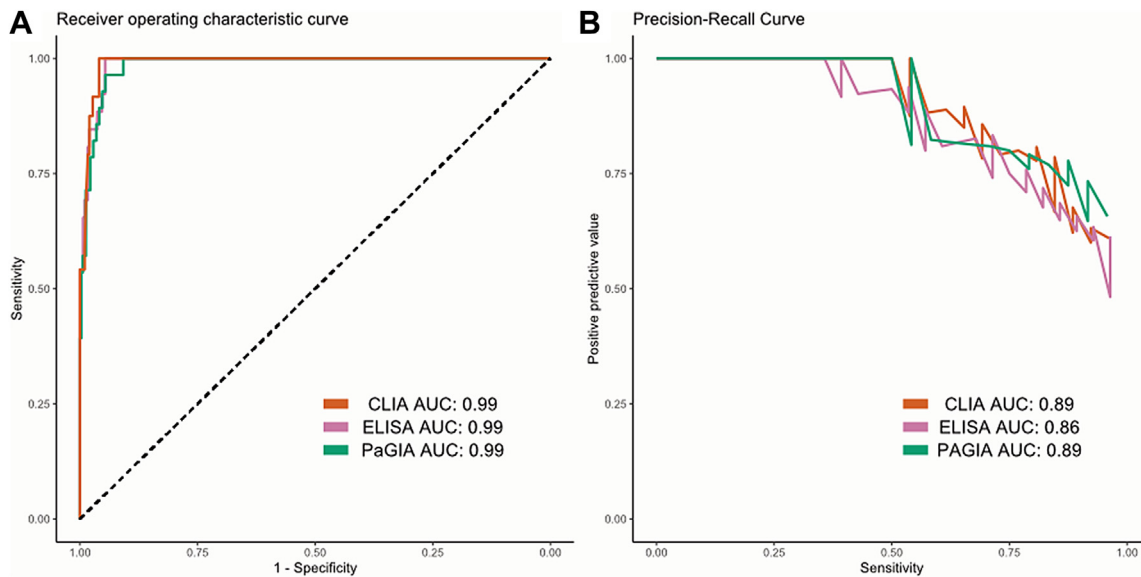 A
Receiver operating characteristic curve
Sensitivity
1.00
0.75
0.50
0.25
0.00
CLIA AUC: 0.99
ELISA AUC: 0.99
PaGIA AUC: 0.99
1.00
0.75
0.50
0.25
0.00
1 - Specificity
B
Precision-Recall Curve
Positive predictive value
1.00
0.75
0.50
0.25
0.00
CLIA AUC: 0.89
ELISA AUC: 0.86
PAGIA AUC: 0.89
0.00
0.25
0.50
0.75
1.00
Sensitivity